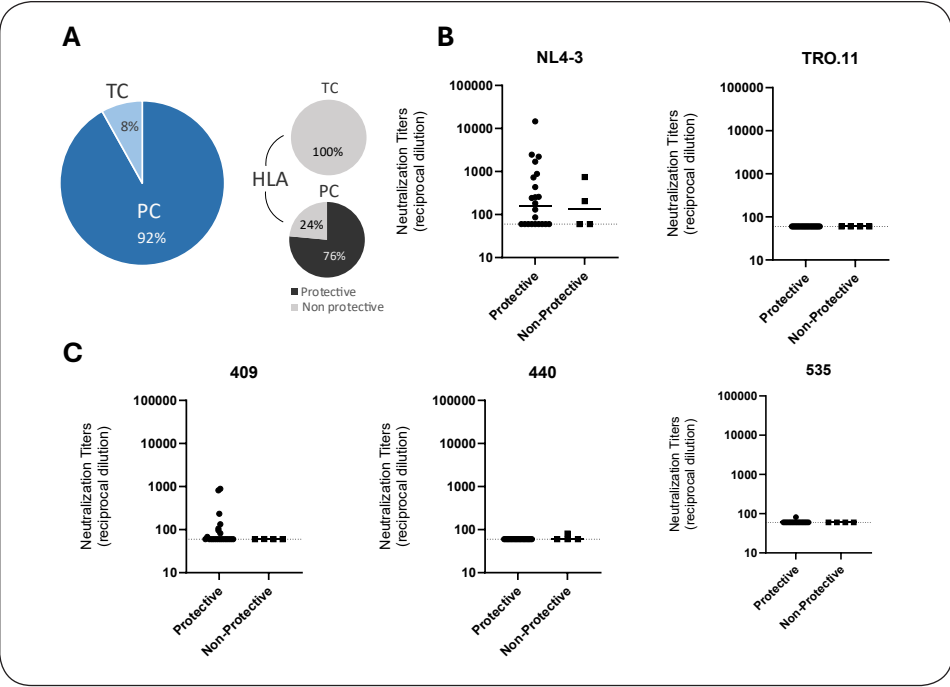 A
TC
8%
PC
92%
TC
100%
HLA
PC
24%
76%
Protective
Non protective
B
NL4-3
Neutralization Titers
(reciprocal dilution)
100000
10000
1000
100
10
Protective
Non-Protective
TRO.11
Neutralization Titers
(reciprocal dilution)
100000
10000
1000
100
10
Protective
Non-Protective
C
409
Neutralization Titers
(reciprocal dilution)
100000
10000
1000
100
10
Protective
Non-Protective
440
Neutralization Titers
(reciprocal dilution)
100000
10000
1000
100
10
Protective
Non-Protective
535
Neutralization Titers
(reciprocal dilution)
100000
10000
1000
100
10
Protective
Non-Protective